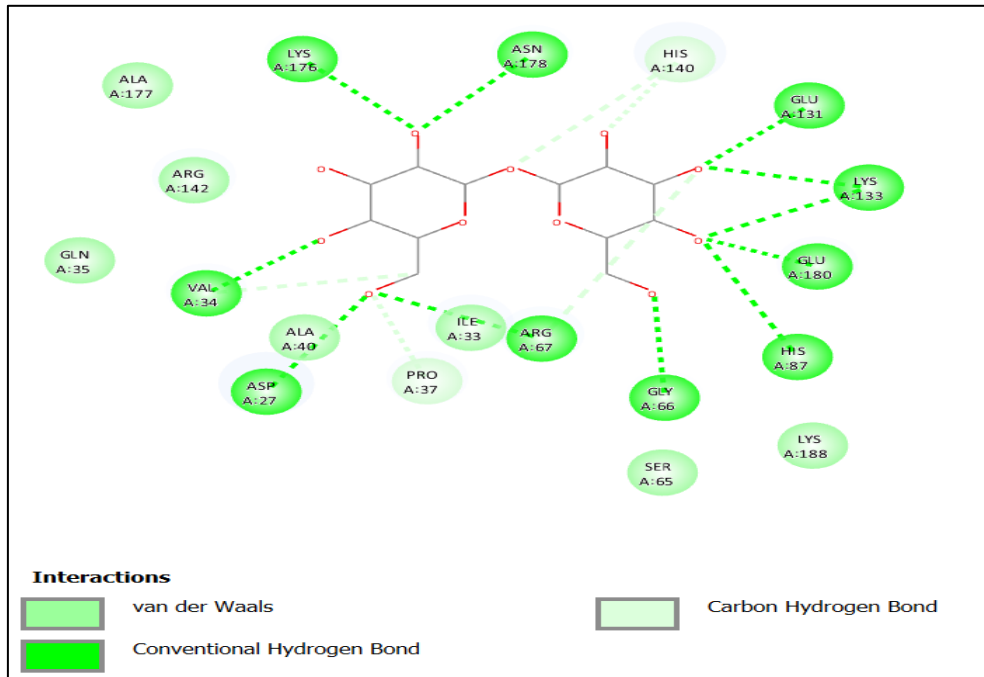 LYS
A:176
ASN
A:178
HIS
A:140
ALA
A:177
GLU
A:131
ARG
A:142
LYS
A:133
GLN
A:35
GLU
A:180
VAL
A:34
ILE
A:33
ALA
A:40
ARG
A:67
HIS
A:87
PRO
A:37
ASP
A:27
GLY
A:66
LYS
A:188
SER
A:65
O
O
O
O
O
O
O
O
O
O
O
Interactions
van der Waals
Carbon Hydrogen Bond
Conventional Hydrogen Bond